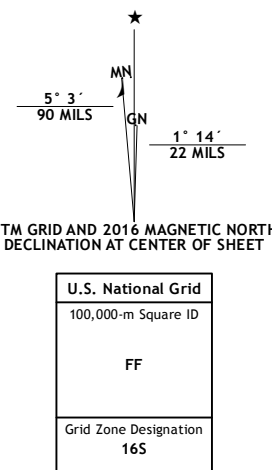 ★
MN
5° 3´
90 MILS
GN
1° 14´
22 MILS
TM GRID AND 2016 MAGNETIC NORTH
DECLINATION AT CENTER OF SHEET
U.S. National Grid
100,000-m Square ID
FF
Grid Zone Designation
16S